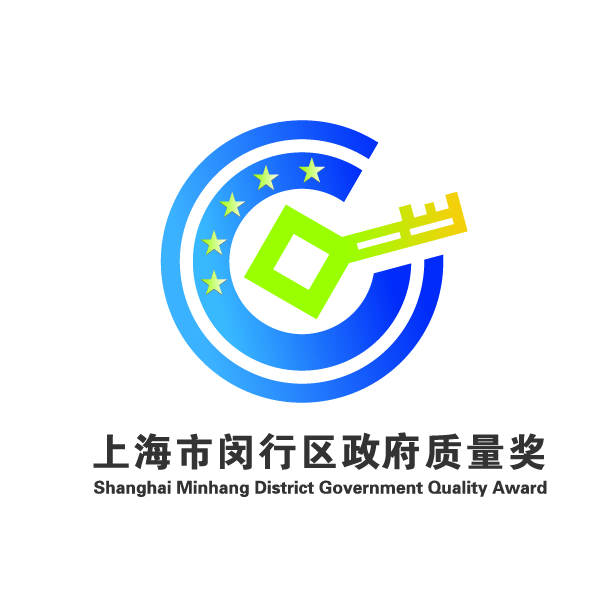 上海市闵行区政府质量奖
Shanghai Minhang District Government Quality Award